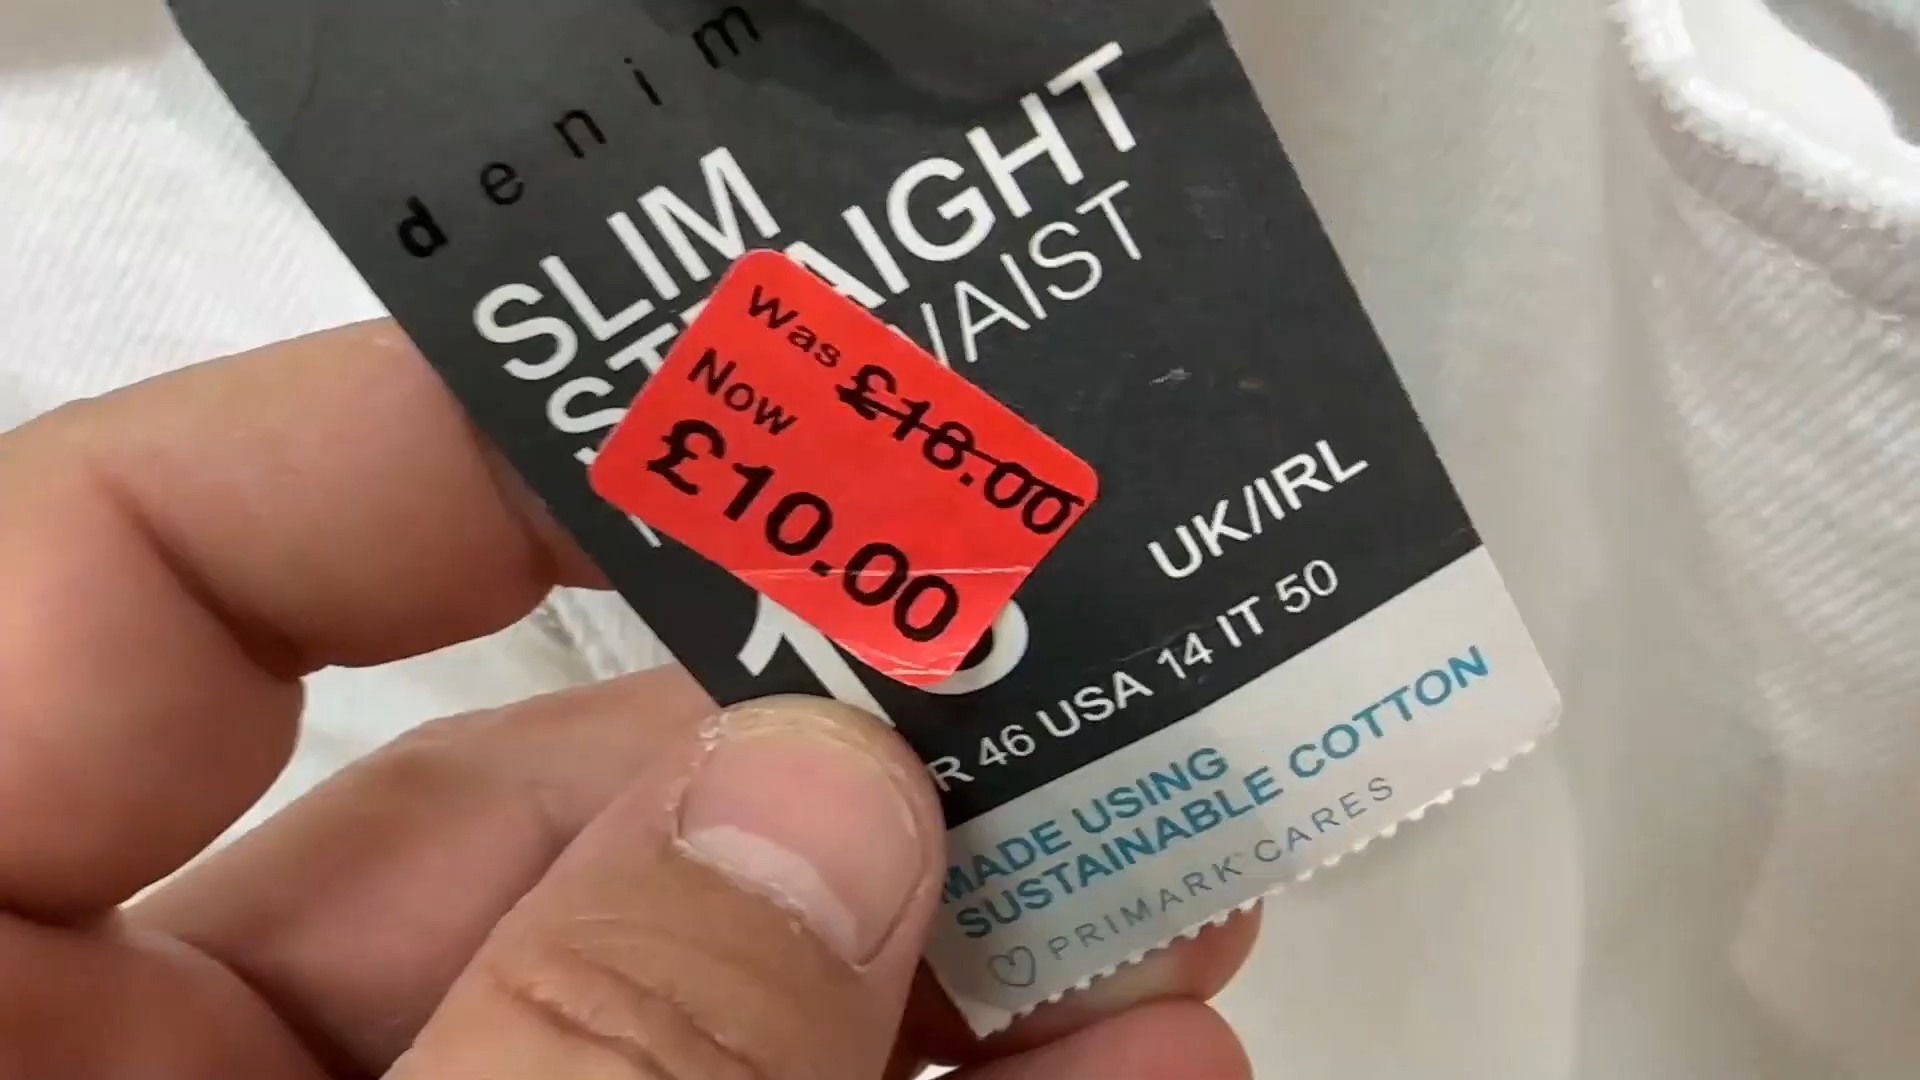 denim
SLIM
STRAIGHT
WAIST
Was £18.00
Now
£10.00
UK/IRL
R 46 USA 14 IT 50
MADE USING
SUSTAINABLE COTTON
PRIMARK CARES